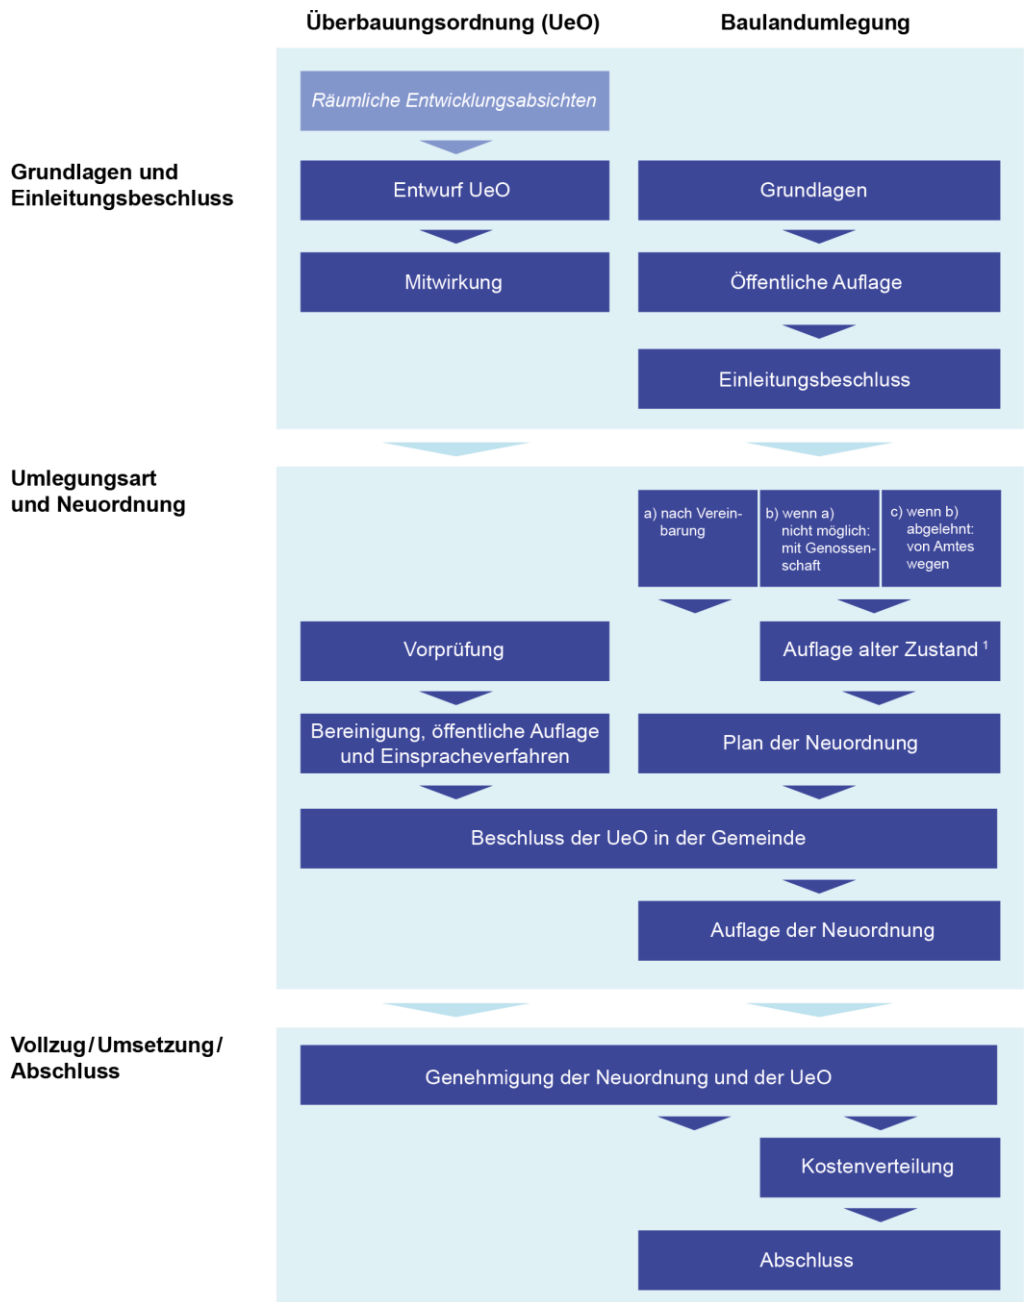 Überbauungsordnung (UeO)
Baulandumlegung
Grundlagen und
Einleitungsbeschluss
Räumliche Entwicklungsabsichten
Entwurf UeO
Grundlagen
Mitwirkung
Öffentliche Auflage
Einleitungsbeschluss
Umlegungsart
und Neuordnung
a) nach Verein-
barung
b) wenn a)
nicht möglich:
mit Genossen-
schaft
c) wenn b)
abgelehnt:
von Amtes
wegen
Vorprüfung
Auflage alter Zustand ¹
Bereinigung, öffentliche Auflage
und Einspracheverfahren
Plan der Neuordnung
Beschluss der UeO in der Gemeinde
Auflage der Neuordnung
Vollzug/Umsetzung/
Abschluss
Genehmigung der Neuordnung und der UeO
Kostenverteilung
Abschluss